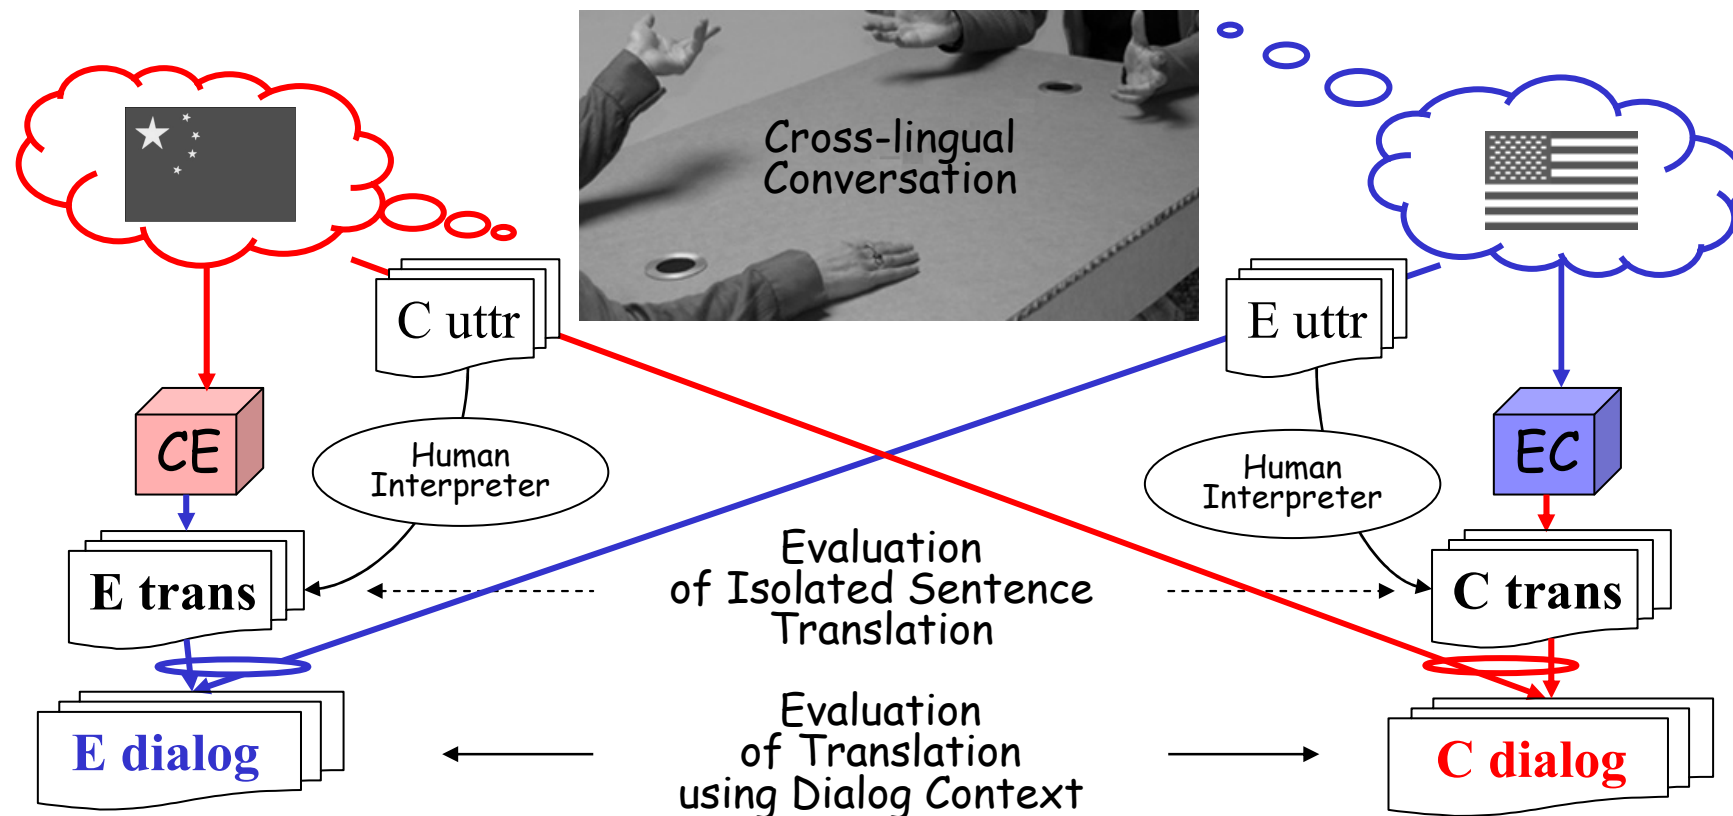 Cross-lingual
Conversation
C uttr
E uttr
CE
Human
Interpreter
Human
Interpreter
EC
E trans
Evaluation
of Isolated Sentence
Translation
C trans
E dialog
Evaluation
of Translation
using Dialog Context
C dialog